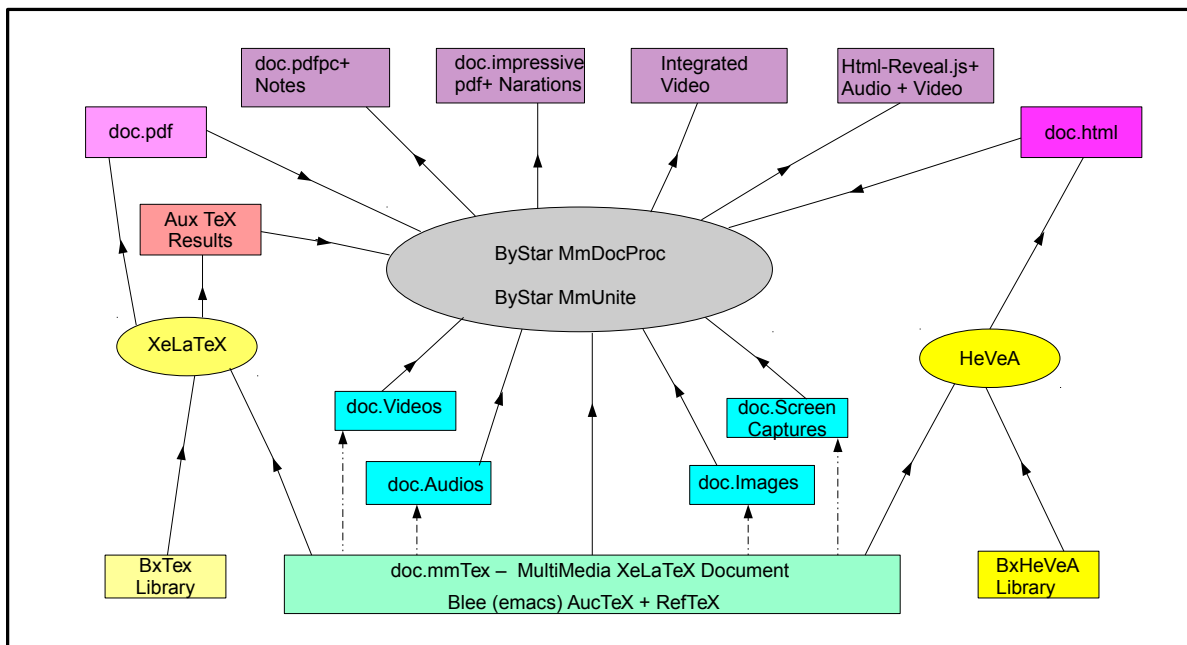 doc.pdfpc+
Notes
doc.impressive
pdf+ Narations
Integrated
Video
Html-Reveal.js+
Audio + Video
doc.pdf
doc.html
Aux TeX
Results
ByStar MmDocProc
ByStar MmUnite
XeLaTeX
HeVeA
doc.Videos
doc.Screen
Captures
doc.Audios
doc.Images
BxTex
Library
doc.mmTex – MultiMedia XeLaTeX Document
Blee (emacs) AucTeX + RefTeX
BxHeVeA
Library